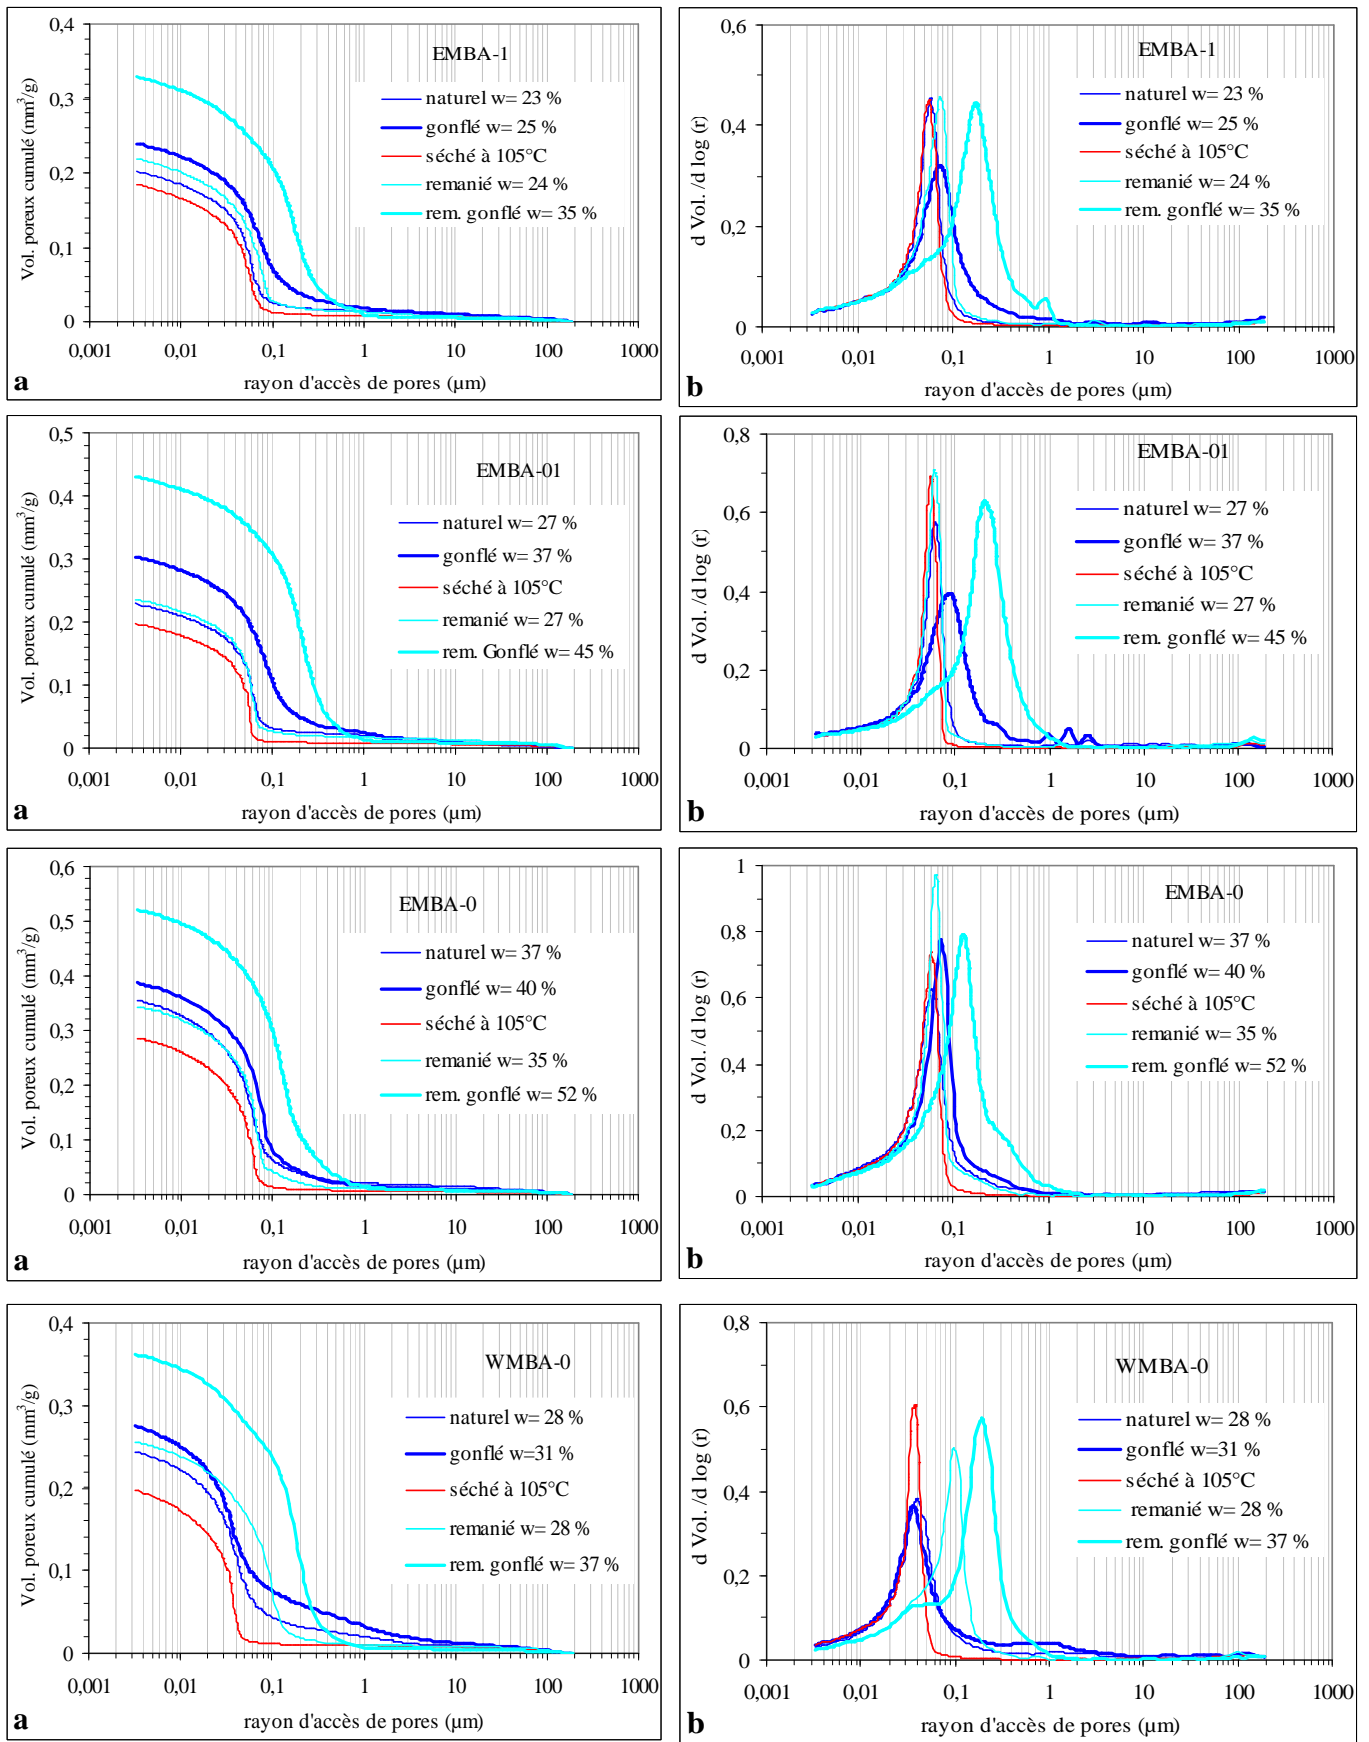 EMBA-1
Vol. poreux cumulé (mm³/g)
0,4
0,3
0,2
0,1
0
naturel w= 23 %
gonflé w= 25 %
séché à 105°C
remanié w= 24 %
rem. gonflé w= 35 %
0,001 0,01 0,1 1 10 100 1000
rayon d'accès de pores (µm)
a
EMBA-1
d Vol. /d log (r)
0,6
0,4
0,2
0
naturel w= 23 %
gonflé w= 25 %
séché à 105°C
remanié w= 24 %
rem. gonflé w= 35 %
0,001 0,01 0,1 1 10 100 1000
rayon d'accès de pores (µm)
b
EMBA-01
Vol. poreux cumulé (mm³/g)
0,5
0,4
0,3
0,2
0,1
0
naturel w= 27 %
gonflé w= 37 %
séché à 105°C
remanié w= 27 %
rem. Gonflé w= 45 %
0,001 0,01 0,1 1 10 100 1000
rayon d'accès de pores (µm)
a
EMBA-01
d Vol. /d log (r)
0,8
0,6
0,4
0,2
0
naturel w= 27 %
gonflé w= 37 %
séché à 105°C
remanié w= 27 %
rem. gonflé w= 45 %
0,001 0,01 0,1 1 10 100 1000
rayon d'accès de pores (µm)
b
EMBA-0
Vol. poreux cumulé (mm³/g)
0,6
0,5
0,4
0,3
0,2
0,1
0
naturel w= 37 %
gonflé w= 40 %
séché à 105°C
remanié w= 35 %
rem. gonflé w= 52 %
0,001 0,01 0,1 1 10 100 1000
rayon d'accès de pores (µm)
a
EMBA-0
d Vol. /d log (r)
1
0,8
0,6
0,4
0,2
0
naturel w= 37 %
gonflé w= 40 %
séché à 105°C
remanié w= 35 %
rem. gonflé w= 52 %
0,001 0,01 0,1 1 10 100 1000
rayon d'accès de pores (µm)
b
WMBA-0
Vol. poreux cumulé (mm³/g)
0,4
0,3
0,2
0,1
0
naturel w= 28 %
gonflé w= 31 %
séché à 105°C
remanié w= 28 %
rem. gonflé w= 37 %
0,001 0,01 0,1 1 10 100 1000
rayon d'accès de pores (µm)
a
WMBA-0
d Vol. /d log (r)
0,8
0,6
0,4
0,2
0
naturel w= 28 %
gonflé w=31 %
séché à 105°C
remanié w= 28 %
rem. gonflé w= 37 %
0,001 0,01 0,1 1 10 100 1000
rayon d'accès de pores (µm)
b